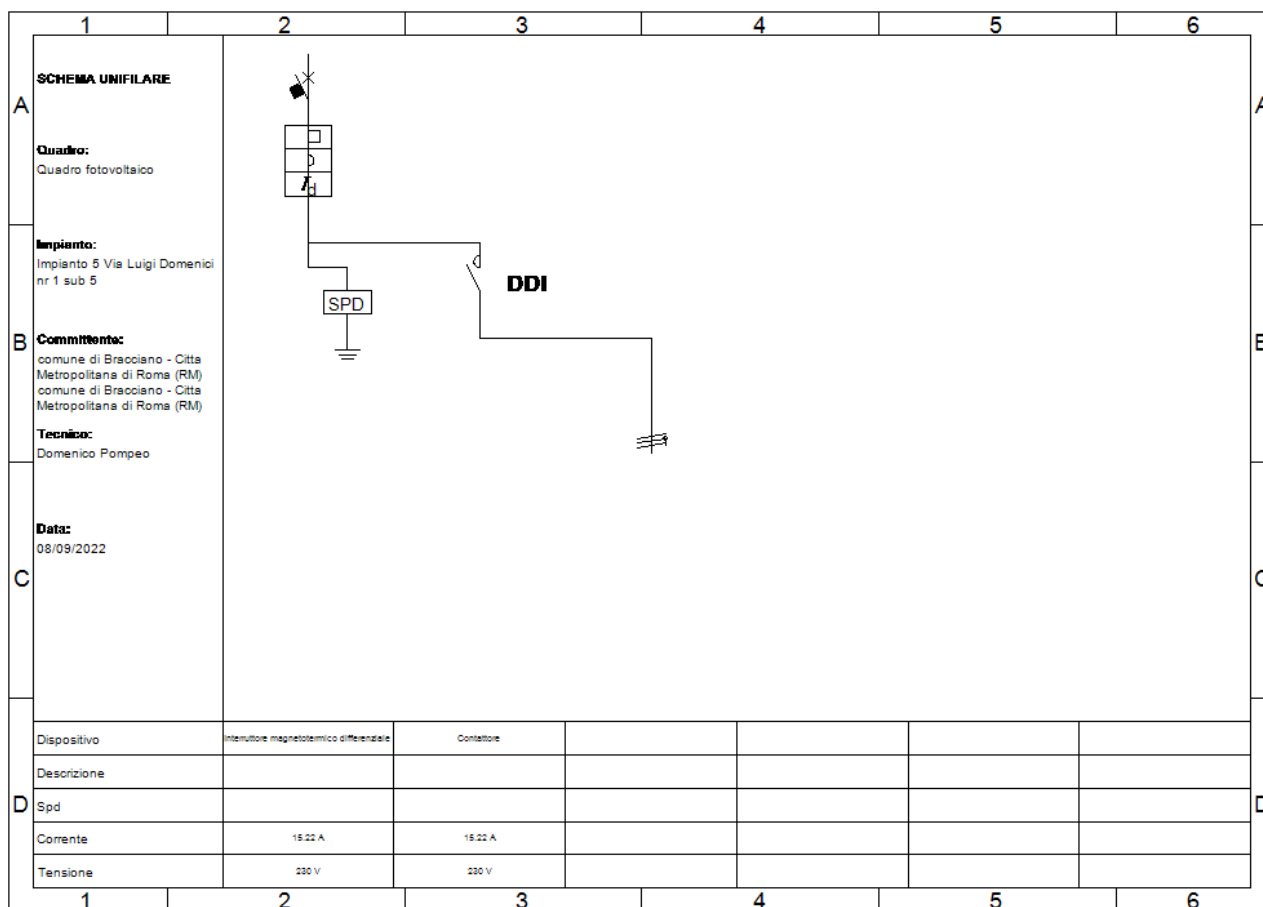 1 2 3 4 5 6
A A
SCHEMA UNIFILARE
Quadro:
Quadro fotovoltaico
d
B B
Impianto:
Impianto 5 Via Luigi Domenici
nr 1 sub 5
DDI
SPD
Committente:
comune di Bracciano - Citta
Metropolitana di Roma (RM)
comune di Bracciano - Citta
Metropolitana di Roma (RM)
Tecnico:
Domenico Pompeo
Data:
08/09/2022
C C
Dispositivo Interruttore magnetotermico differenziale Contattore
Descrizione
D Spd D
Corrente 15.22 A 15.22 A
Tensione 230 V 230 V
1 2 3 4 5 6